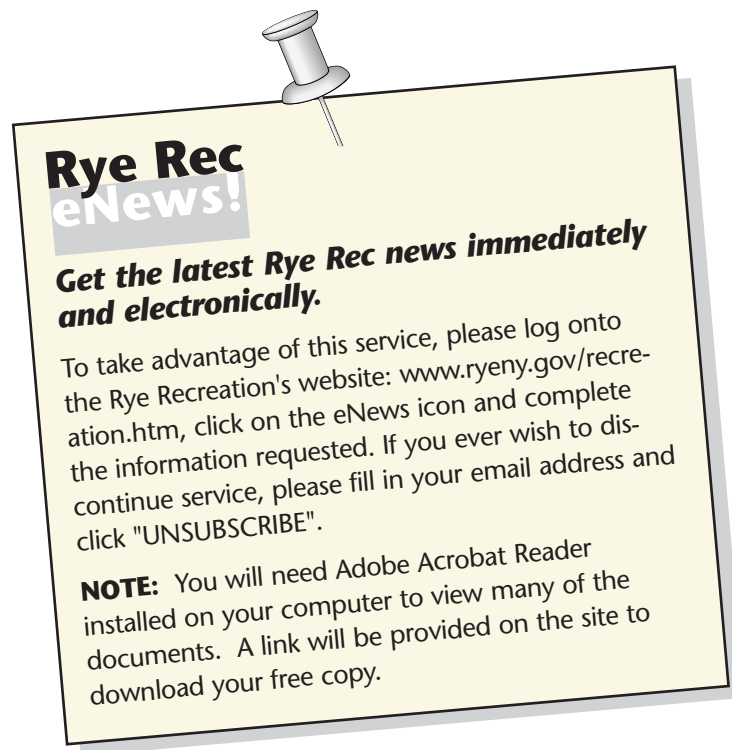 Rye Rec
eNews!
Get the latest Rye Rec news immediately
and electronically.
To take advantage of this service, please log onto
the Rye Recreation's website: www.ryeny.gov/recre-
ation.htm, click on the eNews icon and complete
the information requested. If you ever wish to dis-
continue service, please fill in your email address and
click "UNSUBSCRIBE".
NOTE:  You will need Adobe Acrobat Reader
installed on your computer to view many of the
documents.  A link will be provided on the site to
download your free copy.